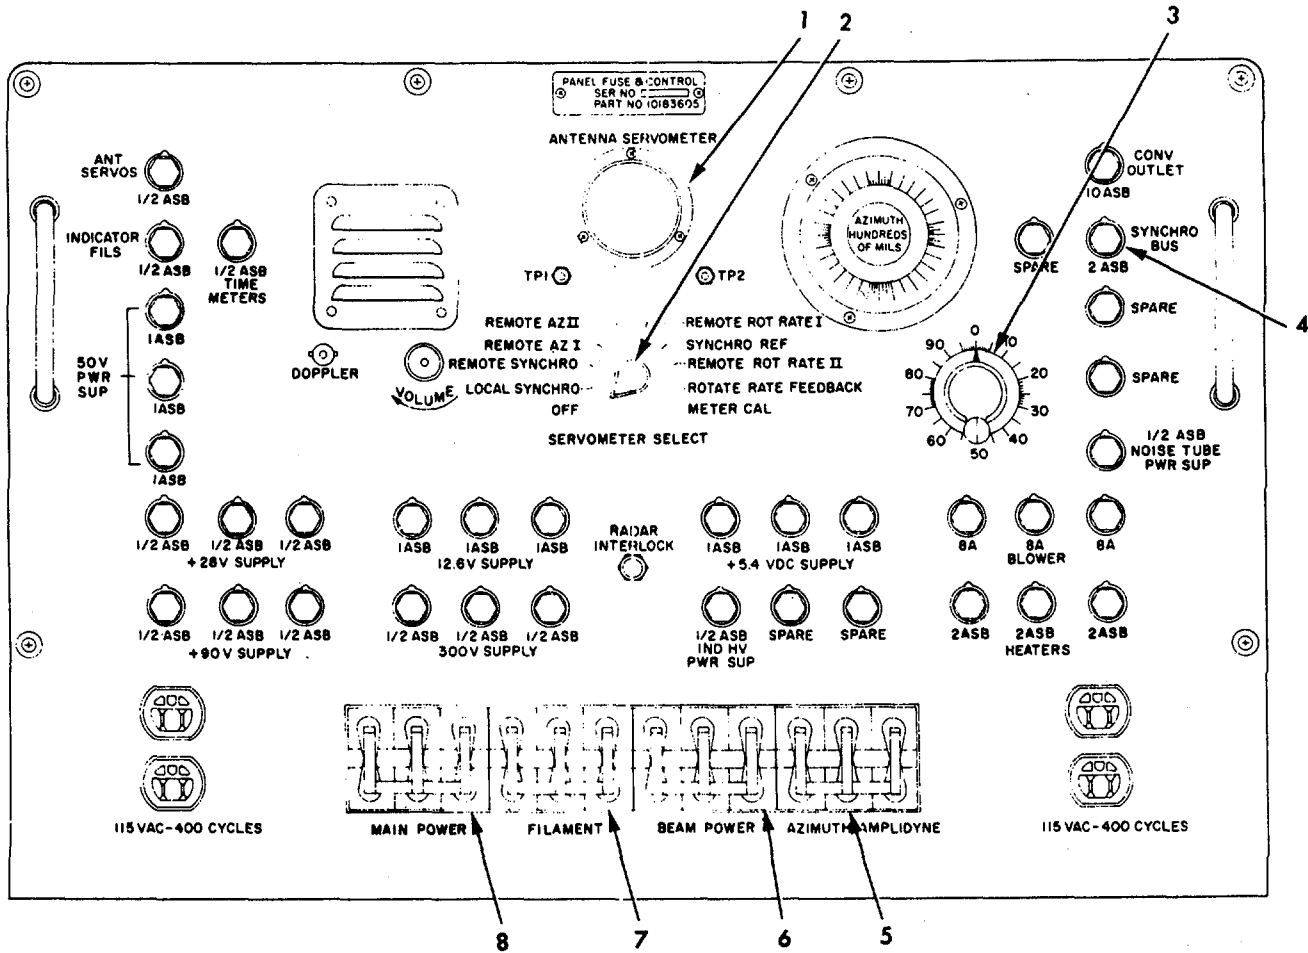 1 2 3
PANEL FUSE & CONTROL
SER NO
PART NO 10183605
ANTENNA SERVOMETER
ANT
SERVOS
1/2 ASB
INDICATOR
FILS
1/2 ASB
1/2 ASB
TIME
METERS
50V
PWR
SUP
1ASB
1ASB
1ASB
DOPPLER
VOLUME
TP1
TP2
REMOTE AZ II
REMOTE AZ I
REMOTE SYNCHRO
LOCAL SYNCHRO
OFF
REMOTE ROT RATE I
SYNCHRO REF
REMOTE ROT RATE II
ROTATE RATE FEEDBACK
METER CAL
SERVOMETER SELECT
AZIMUTH
HUNDREDS
OF MILS
0
10
20
30
40
50
60
70
80
90
CONV
OUTLET
10 ASB
SPARE
SYNCHRO
BUS
2 ASB
4
SPARE
SPARE
1/2 ASB
NOISE TUBE
PWR SUP
1/2 ASB 1/2 ASB 1/2 ASB
+28V SUPPLY
1ASB 1ASB 1ASB
12.6V SUPPLY
RADAR
INTERLOCK
1ASB 1ASB 1ASB
+5.4 VDC SUPPLY
8A 8A 8A
BLOWER
1/2 ASB 1/2 ASB 1/2 ASB
+90V SUPPLY
1/2 ASB 1/2 ASB 1/2 ASB
300V SUPPLY
1/2 ASB
IND HV
PWR SUP
SPARE SPARE
2ASB 2ASB 2ASB
HEATERS
115 VAC-400 CYCLES
MAIN POWER
FILAMENT
BEAM POWER
AZIMUTH AMPLIDYNE
115 VAC-400 CYCLES
8 7 6 5